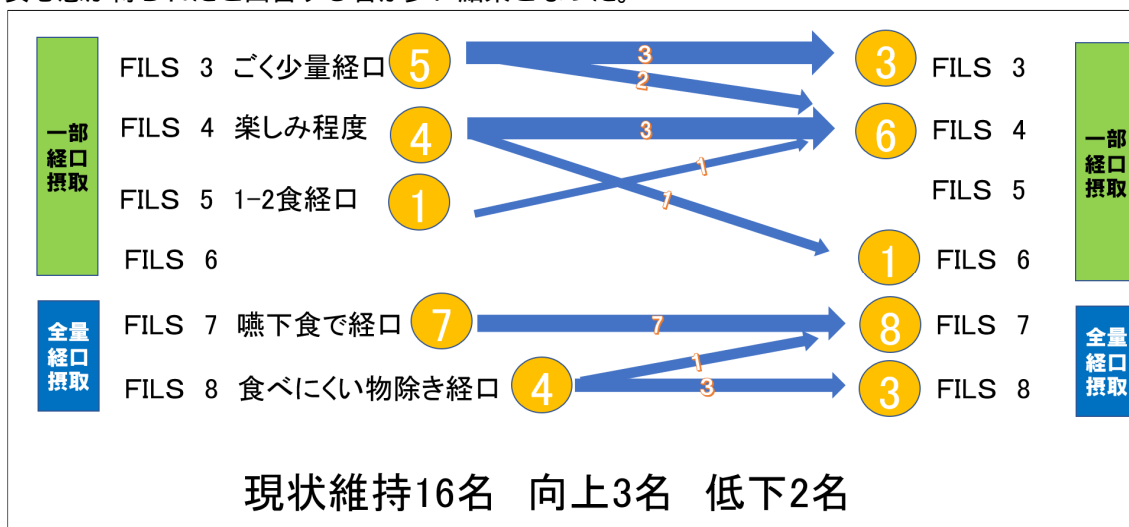 一部
経口
摂取
全量
経口
摂取
FILS 3 ごく少量経口 5
FILS 4 楽しみ程度 4
FILS 5 1-2食経口 1
FILS 6
FILS 7 嚥下食で経口 7
FILS 8 食べにくい物除き経口 4
3
2
3
1
1
7
1
3
3 FILS 3
6 FILS 4
FILS 5
1 FILS 6
8 FILS 7
3 FILS 8
一部
経口
摂取
全量
経口
摂取
現状維持16名 向上3名 低下2名